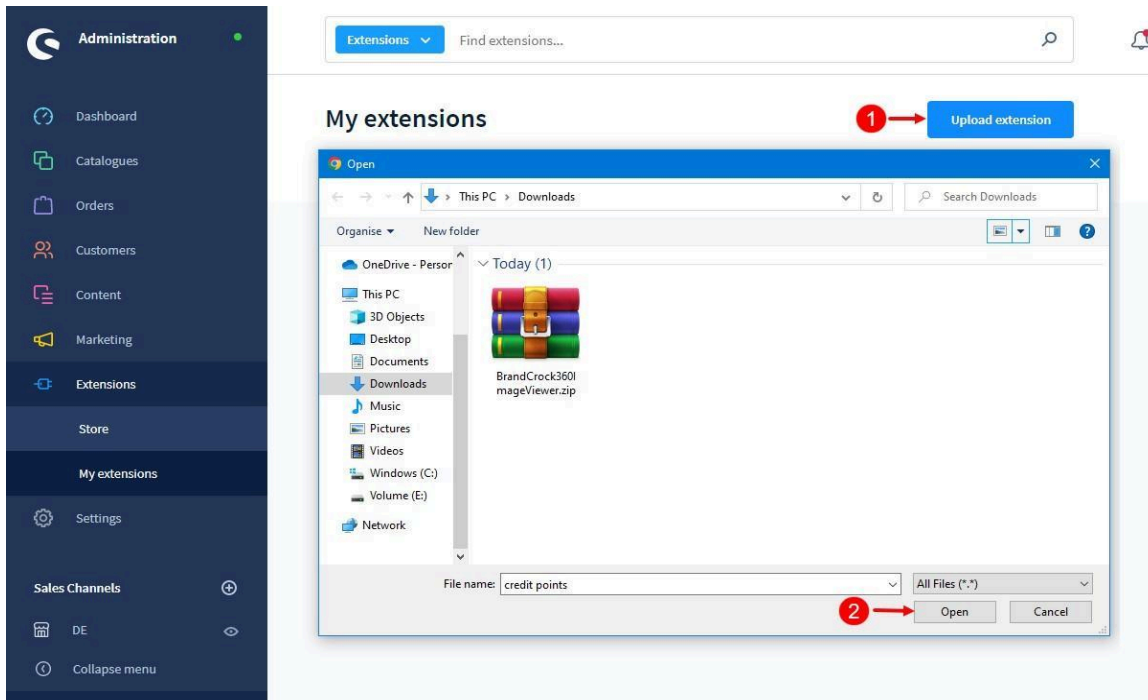 Administration
Dashboard
Catalogues
Orders
Customers
Content
Marketing
Extensions
Store
My extensions
Settings
Sales Channels
DE
Collapse menu
Extensions
Find extensions...
My extensions
1
Upload extension
Open
This PC > Downloads
Search Downloads
Organise
New folder
OneDrive - Person
This PC
3D Objects
Desktop
Documents
Downloads
Music
Pictures
Videos
Windows (C:)
Volume (E:)
Network
Today (1)
BrandCrock360I
mageViewer.zip
File name:
credit points
All Files (*.*)
2
Open
Cancel